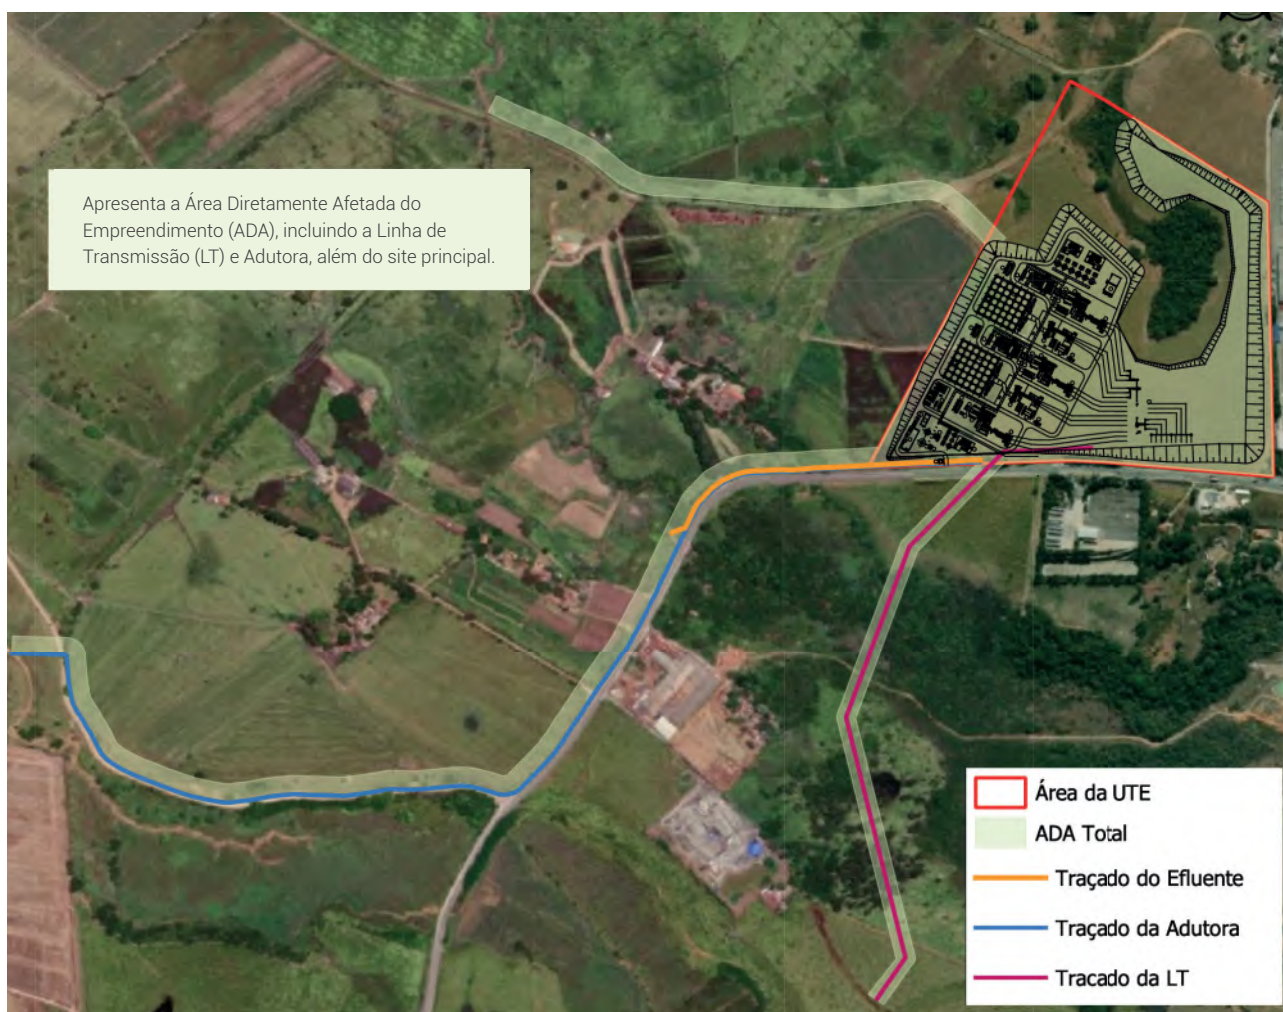 Apresenta a Área Diretamente Afetada do
Empreendimento (ADA), incluindo a Linha de
Transmissão (LT) e Adutora, além do site principal.
Área da UTE
ADA Total
Traçado do Efluente
Traçado da Adutora
Tracado da LT